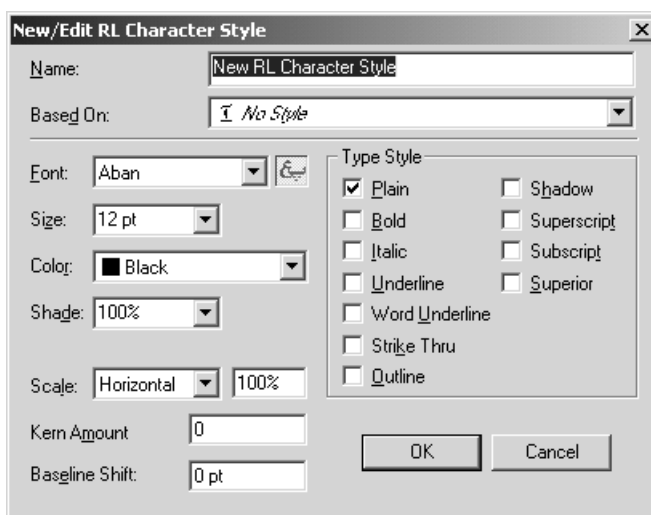 New/Edit RL Character Style
Name: New RL Character Style
Based On: No Style
Font: Aban
Size: 12 pt
Color: Black
Shade: 100%
Scale: Horizontal 100%
Kern Amount 0
Baseline Shift: 0 pt
Type Style
Plain Shadow
Bold Superscript
Italic Subscript
Underline Superior
Word Underline
Strike Thru
Outline
OK Cancel